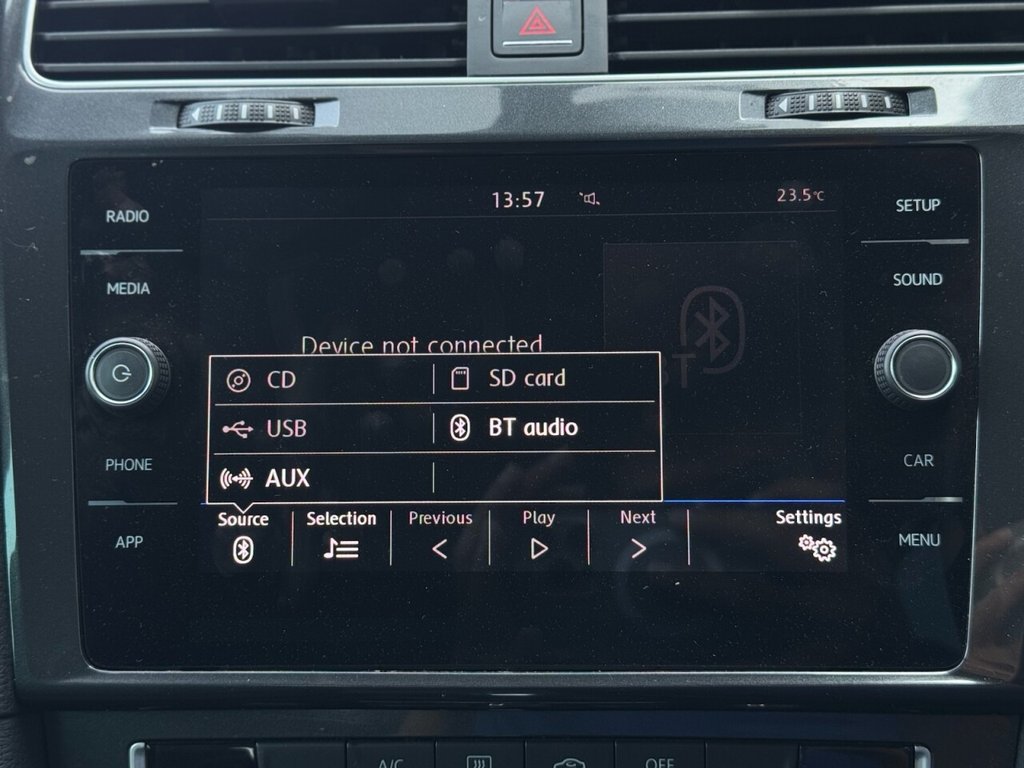 13:57
23.5°C
RADIO
SETUP
MEDIA
SOUND
Device not connected
CD
SD card
USB
BT audio
AUX
PHONE
CAR
APP
MENU
Source
Selection
Previous
Play
Next
Settings
A/C
OFF